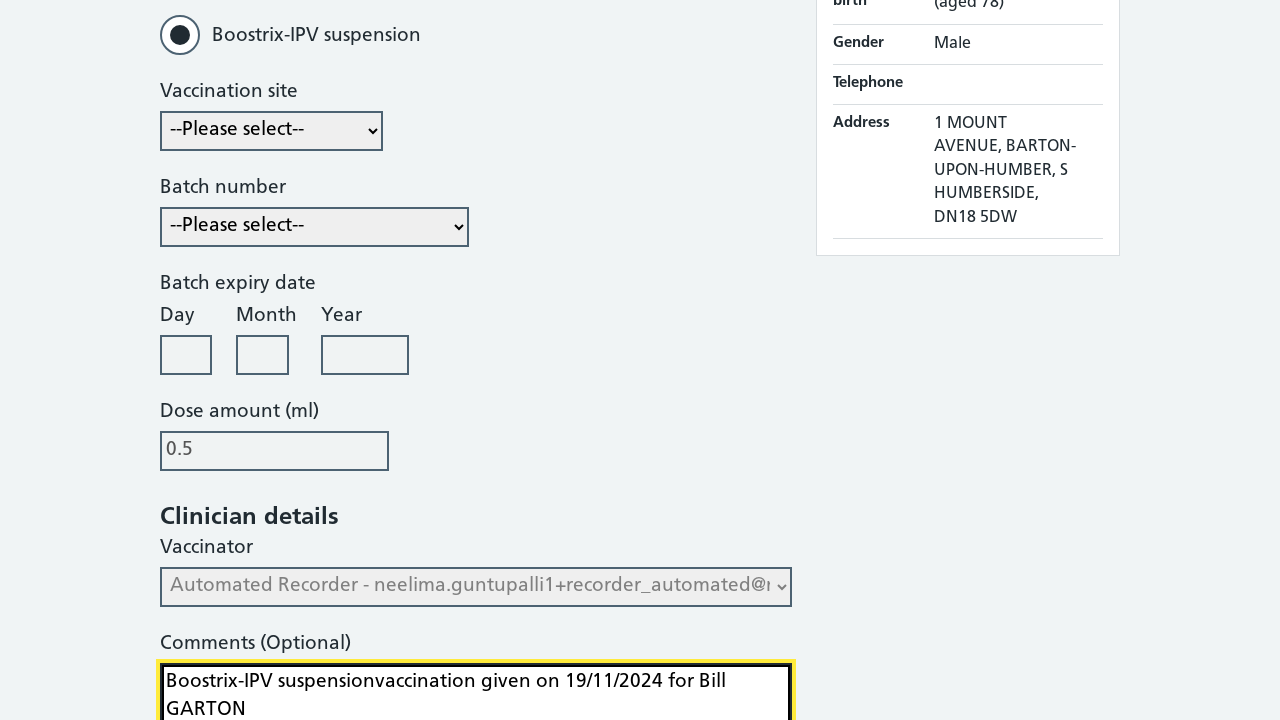 Boostrix-IPV suspension
Vaccination site
--Please select--
Batch number
--Please select--
Batch expiry date
Day Month Year
Dose amount (ml)
0.5
Clinician details
Vaccinator
Automated Recorder - neelima.guntupalli1+recorder_automated@
Comments (Optional)
Boostrix-IPV suspensionvaccination given on 19/11/2024 for Bill
GARTON
birth
(aged 78)
Gender Male
Telephone
Address 1 MOUNT
AVENUE, BARTON-
UPON-HUMBER, S
HUMBERSIDE,
DN18 5DW